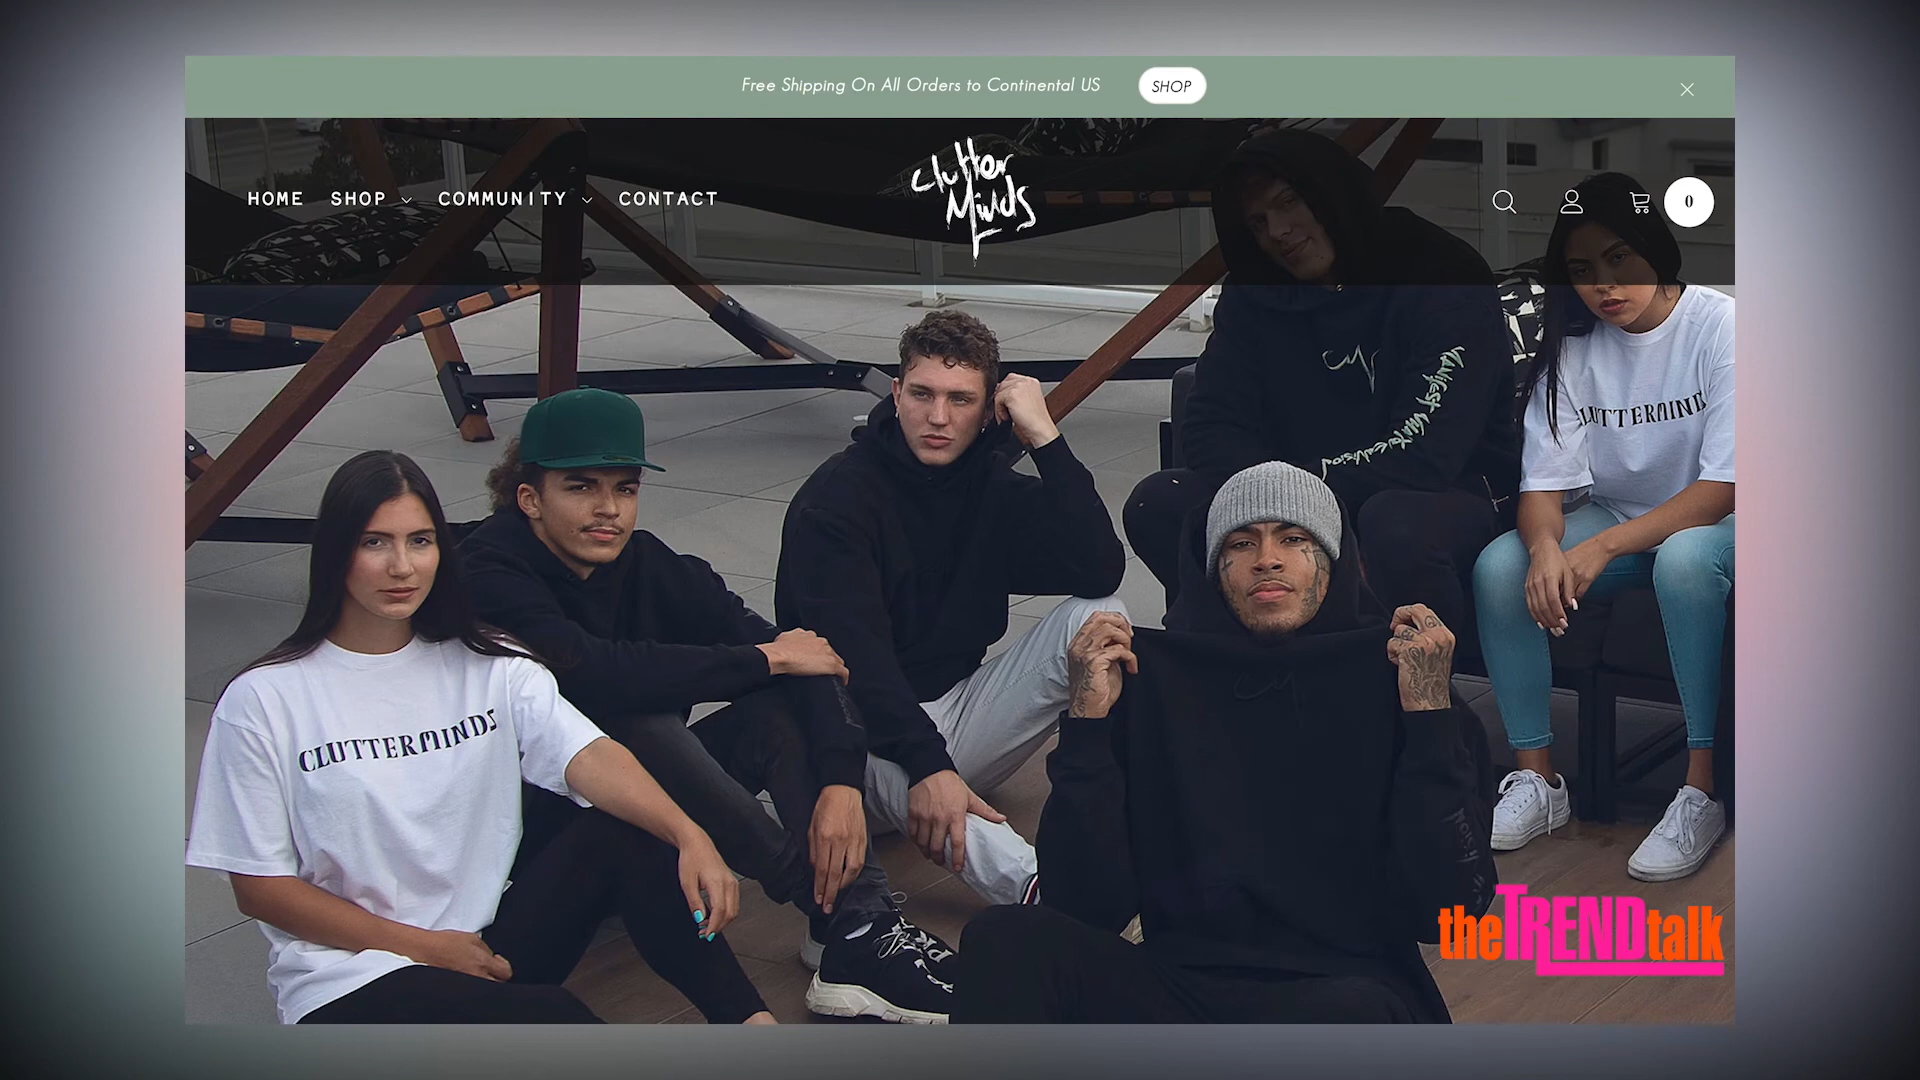 Free Shipping On All Orders to Continental US SHOP
HOME SHOP COMMUNITY CONTACT
Clutter
Minds
0
CLUTTERMINDS
CLUTTERMINDS
theTRENDtalk